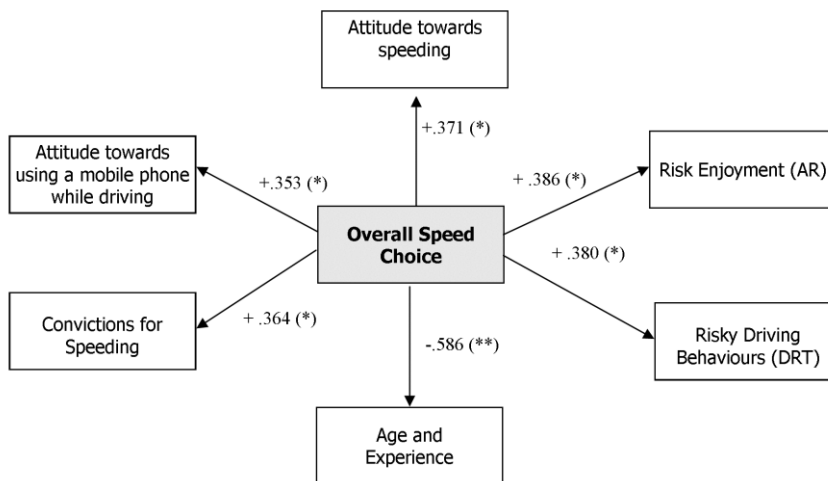 Attitude towards
speeding
+.371 (*)
Attitude towards
using a mobile phone
while driving
+.353 (*)
+ .386 (*)
Risk Enjoyment (AR)
Overall Speed
Choice
+ .380 (*)
Convictions for
Speeding
+ .364 (*)
-.586 (**)
Risky Driving
Behaviours (DRT)
Age and
Experience